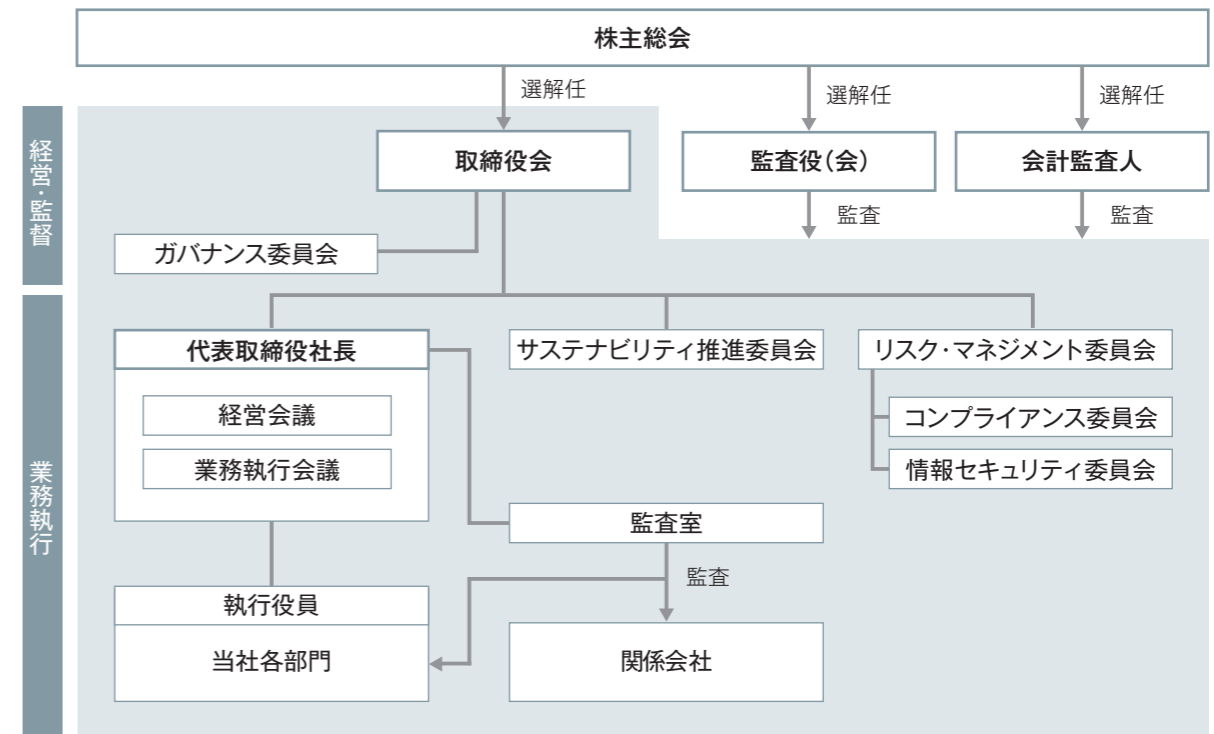 株主総会
選解任
選解任
選解任
経営・監督
取締役会
監査役(会)
会計監査人
監査
監査
ガバナンス委員会
業務執行
代表取締役社長
サステナビリティ推進委員会
リスク・マネジメント委員会
経営会議
コンプライアンス委員会
業務執行会議
情報セキュリティ委員会
監査室
監査
執行役員
当社各部門
関係会社